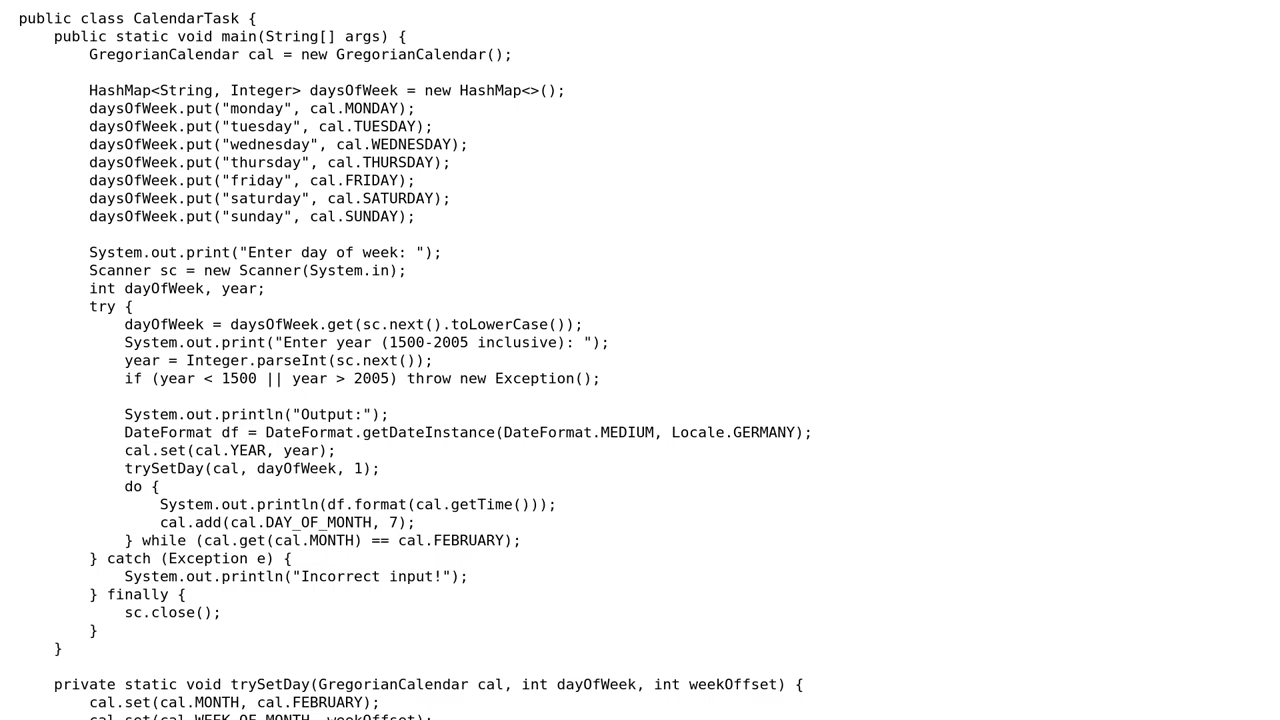 public class CalendarTask {
    public static void main(String[] args) {
        GregorianCalendar cal = new GregorianCalendar();

        HashMap<String, Integer> daysOfWeek = new HashMap<>();
        daysOfWeek.put("monday", cal.MONDAY);
        daysOfWeek.put("tuesday", cal.TUESDAY);
        daysOfWeek.put("wednesday", cal.WEDNESDAY);
        daysOfWeek.put("thursday", cal.THURSDAY);
        daysOfWeek.put("friday", cal.FRIDAY);
        daysOfWeek.put("saturday", cal.SATURDAY);
        daysOfWeek.put("sunday", cal.SUNDAY);

        System.out.print("Enter day of week: ");
        Scanner sc = new Scanner(System.in);
        int dayOfWeek, year;
        try {
            dayOfWeek = daysOfWeek.get(sc.next().toLowerCase());
            System.out.print("Enter year (1500-2005 inclusive): ");
            year = Integer.parseInt(sc.next());
            if (year < 1500 || year > 2005) throw new Exception();

            System.out.println("Output:");
            DateFormat df = DateFormat.getDateInstance(DateFormat.MEDIUM, Locale.GERMANY);
            cal.set(cal.YEAR, year);
            trySetDay(cal, dayOfWeek, 1);
            do {
                System.out.println(df.format(cal.getTime()));
                cal.add(cal.DAY_OF_MONTH, 7);
            } while (cal.get(cal.MONTH) == cal.FEBRUARY);
        } catch (Exception e) {
            System.out.println("Incorrect input!");
        } finally {
            sc.close();
        }
    }

    private static void trySetDay(GregorianCalendar cal, int dayOfWeek, int weekOffset) {
        cal.set(cal.MONTH, cal.FEBRUARY);
        cal.set(cal.WEEK_OF_MONTH, weekOffset);